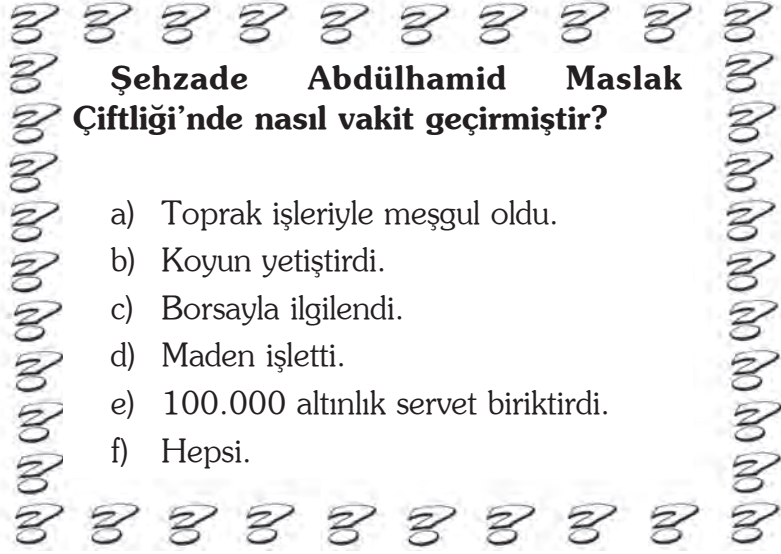 Şehzade Abdülhamid Maslak
Çiftliği’nde nasıl vakit geçirmiştir?
a) Toprak işleriyle meşgul oldu.
b) Koyun yetiştirdi.
c) Borsayla ilgilendi.
d) Maden işletti.
e) 100.000 altınlık servet biriktirdi.
f) Hepsi.